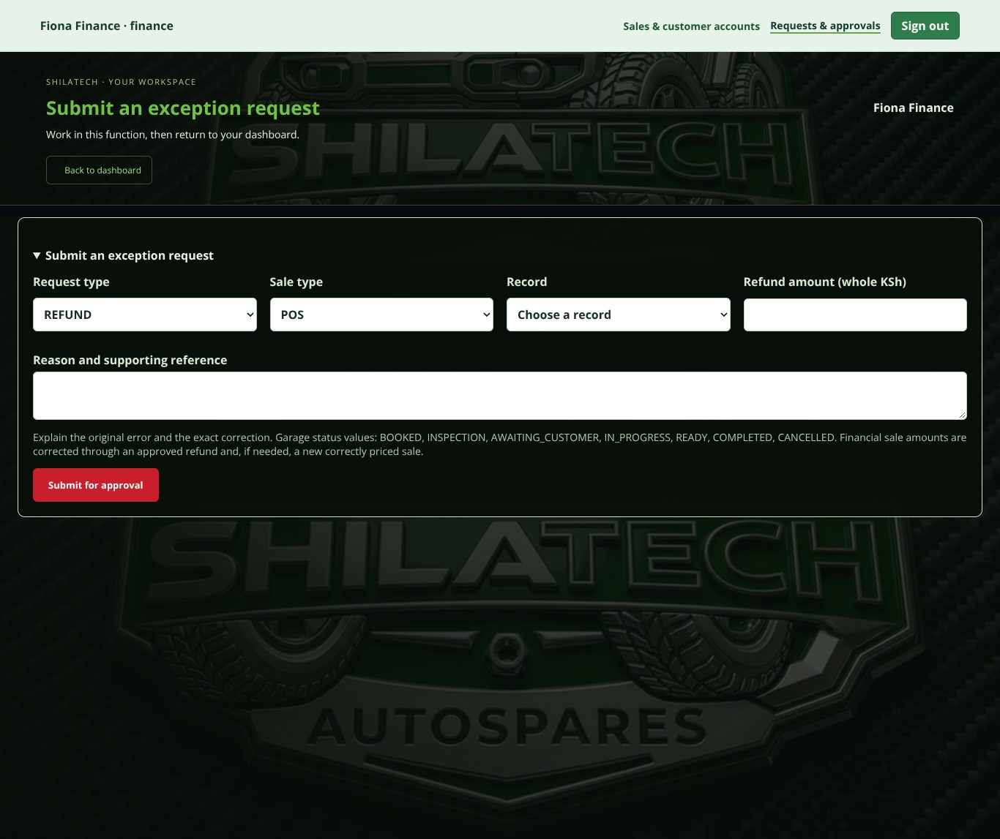 Fiona Finance · finance
Sales & customer accounts
Requests & approvals
Sign out
SHILATECH · YOUR WORKSPACE
Submit an exception request
Work in this function, then return to your dashboard.
Fiona Finance
SHILATECH
Back to dashboard
▼ Submit an exception request
Request type
Sale type
Record
Refund amount (whole KSh)
REFUND
POS
Choose a record
Reason and supporting reference
Explain the original error and the exact correction. Garage status values: BOOKED, INSPECTION, AWAITING_CUSTOMER, IN_PROGRESS, READY, COMPLETED, CANCELLED. Financial sale amounts are
corrected through an approved refund and, if needed, a new correctly priced sale.
Submit for approval
SHILATECH
AUTOSPARES